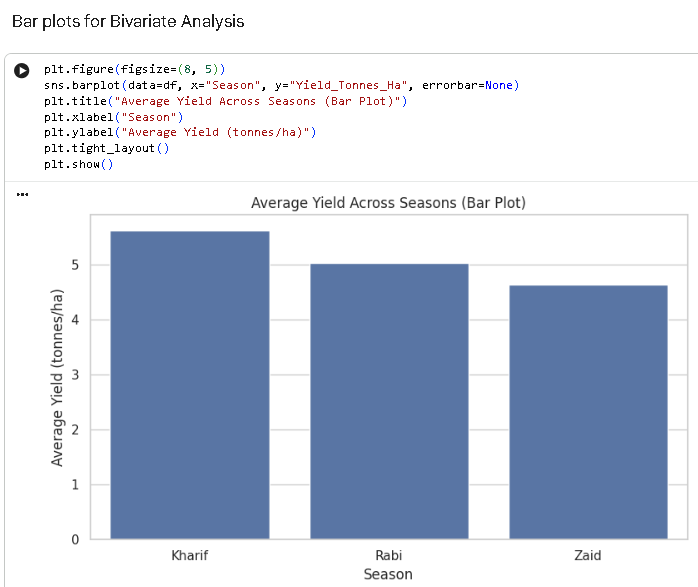 Bar plots for Bivariate Analysis
plt.figure(figsize=(8, 5))
sns.barplot(data=df, x="Season", y="Yield_Tonnes_Ha", errorbar=None)
plt.title("Average Yield Across Seasons (Bar Plot)")
plt.xlabel("Season")
plt.ylabel("Average Yield (tonnes/ha)")
plt.tight_layout()
plt.show()
...
Average Yield Across Seasons (Bar Plot)
Average Yield (tonnes/ha)
5
4
3
2
1
0
Kharif Rabi Zaid
Season